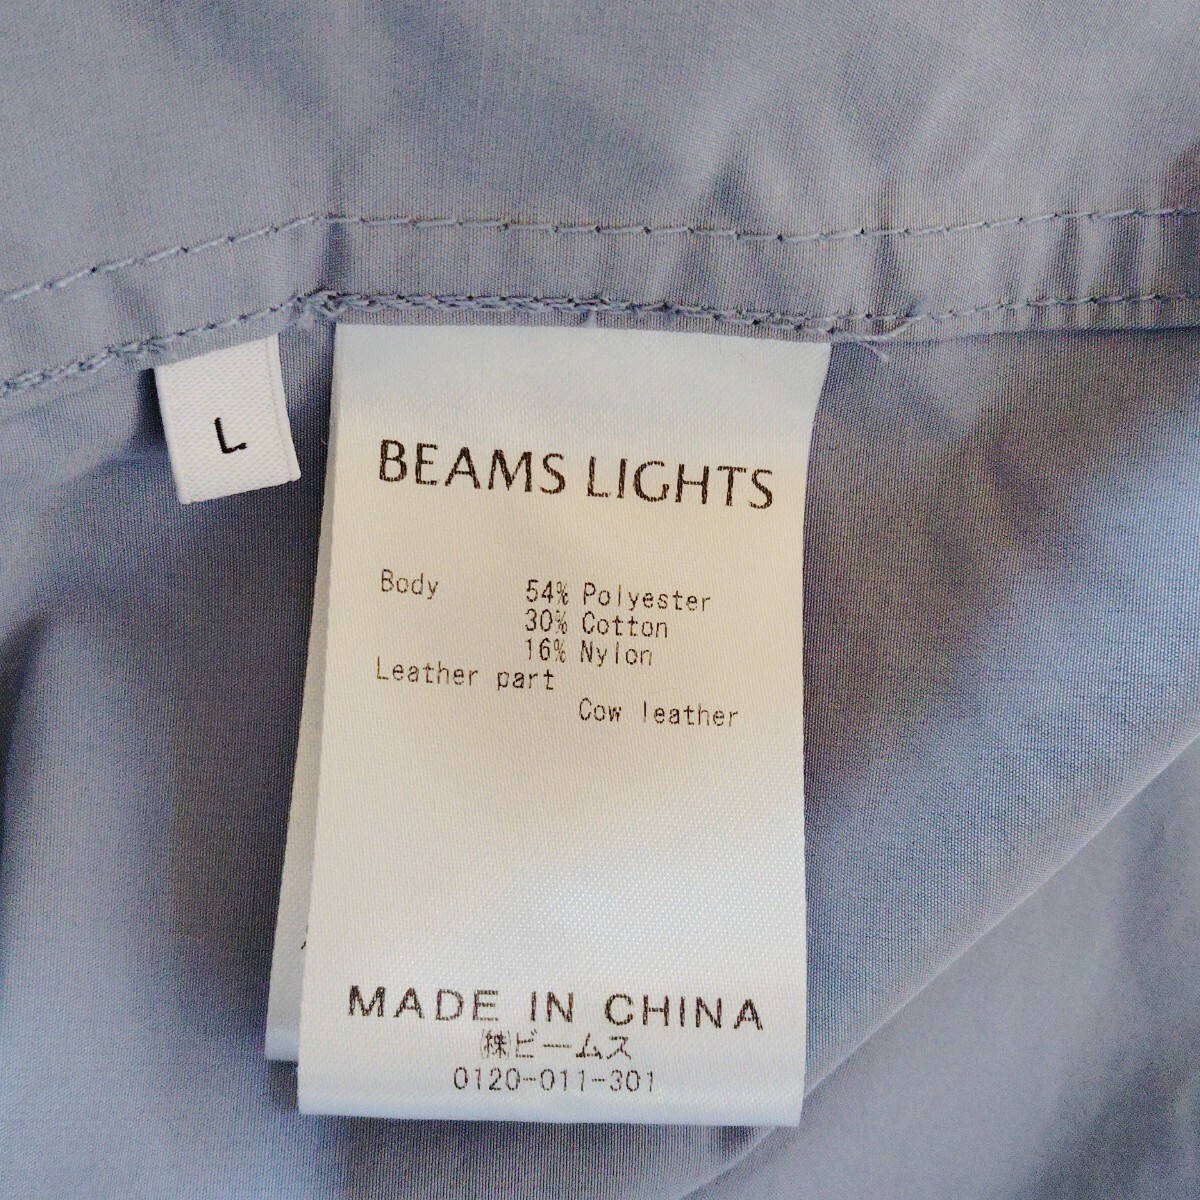 L
BEAMS LIGHTS
Body 54% Polyester
30% Cotton
16% Nylon
Leather part
Cow leather
MADE IN CHINA
㈱ビームス
0120-011-301